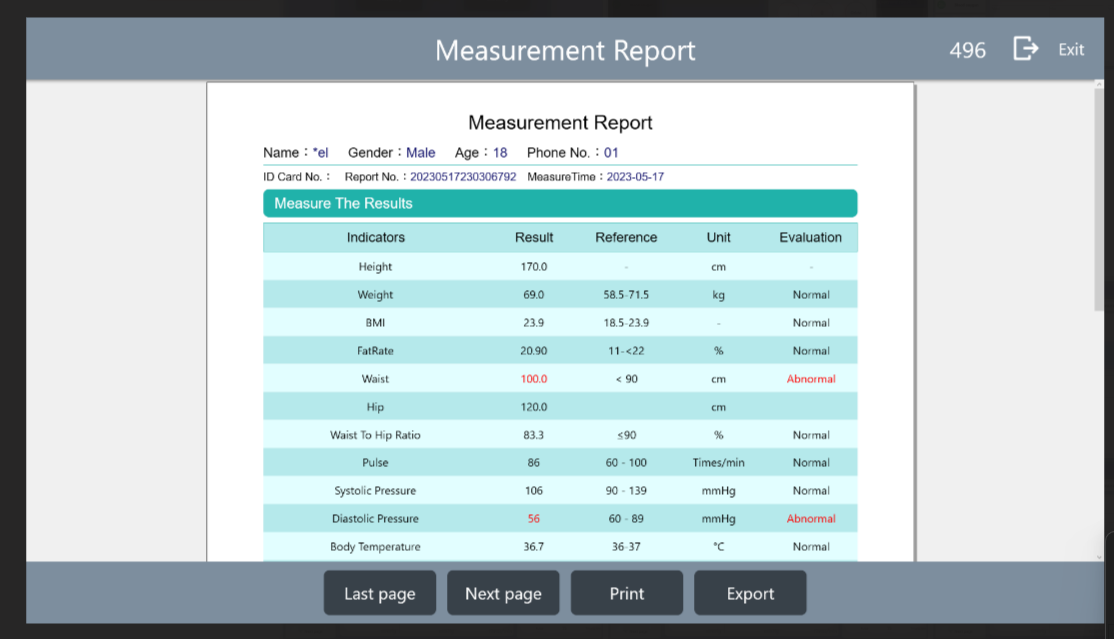 Measurement Report 496 Exit
Measurement Report
Name：*el Gender：Male Age：18 Phone No.：01
ID Card No.： Report No.：20230517230306792 MeasureTime：2023-05-17
Measure The Results
Indicators Result Reference Unit Evaluation
Height 170.0 - cm -
Weight 69.0 58.5-71.5 kg Normal
BMI 23.9 18.5-23.9 - Normal
FatRate 20.90 11-<22 % Normal
Waist 100.0 < 90 cm Abnormal
Hip 120.0 cm
Waist To Hip Ratio 83.3 ≤90 % Normal
Pulse 86 60 - 100 Times/min Normal
Systolic Pressure 106 90 - 139 mmHg Normal
Diastolic Pressure 56 60 - 89 mmHg Abnormal
Body Temperature 36.7 36-37 °C Normal
Last page Next page Print Export